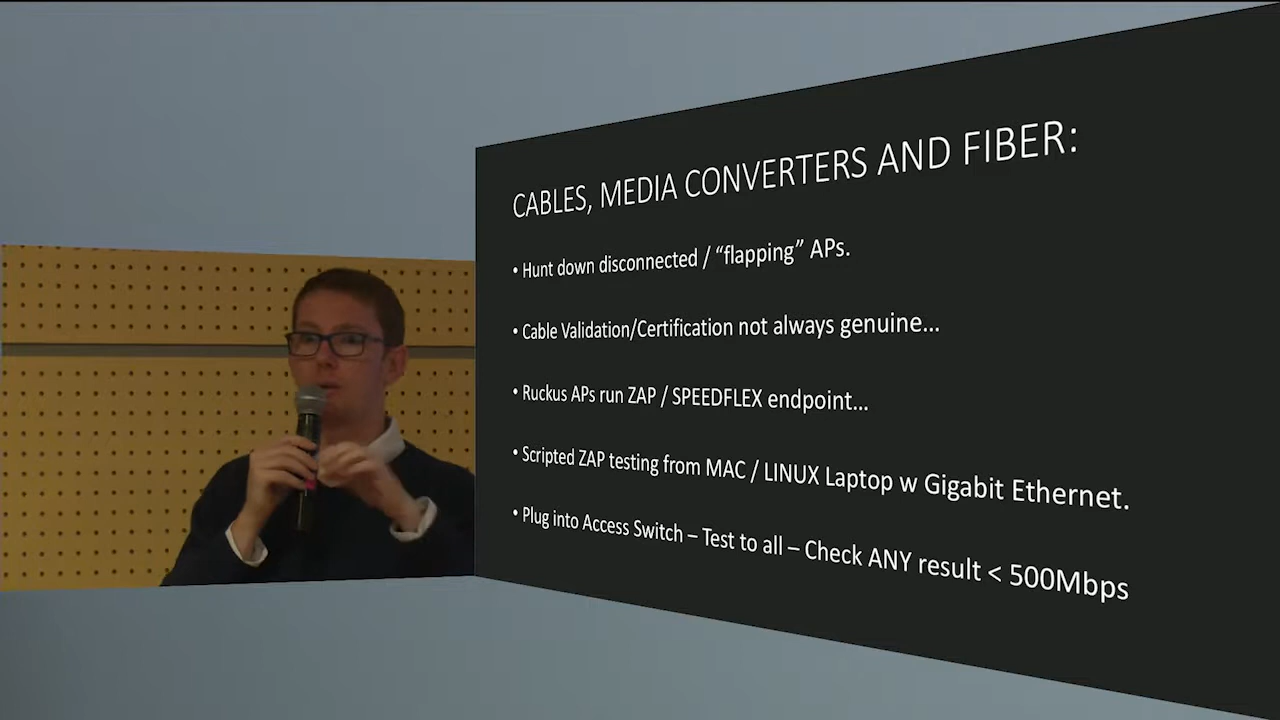 CABLES, MEDIA CONVERTERS AND FIBER:
• Hunt down disconnected / “flapping” APs.
• Cable Validation/Certification not always genuine...
• Ruckus APs run ZAP / SPEEDFLEX endpoint...
• Scripted ZAP testing from MAC / LINUX Laptop w Gigabit Ethernet.
• Plug into Access Switch – Test to all – Check ANY result < 500Mbps